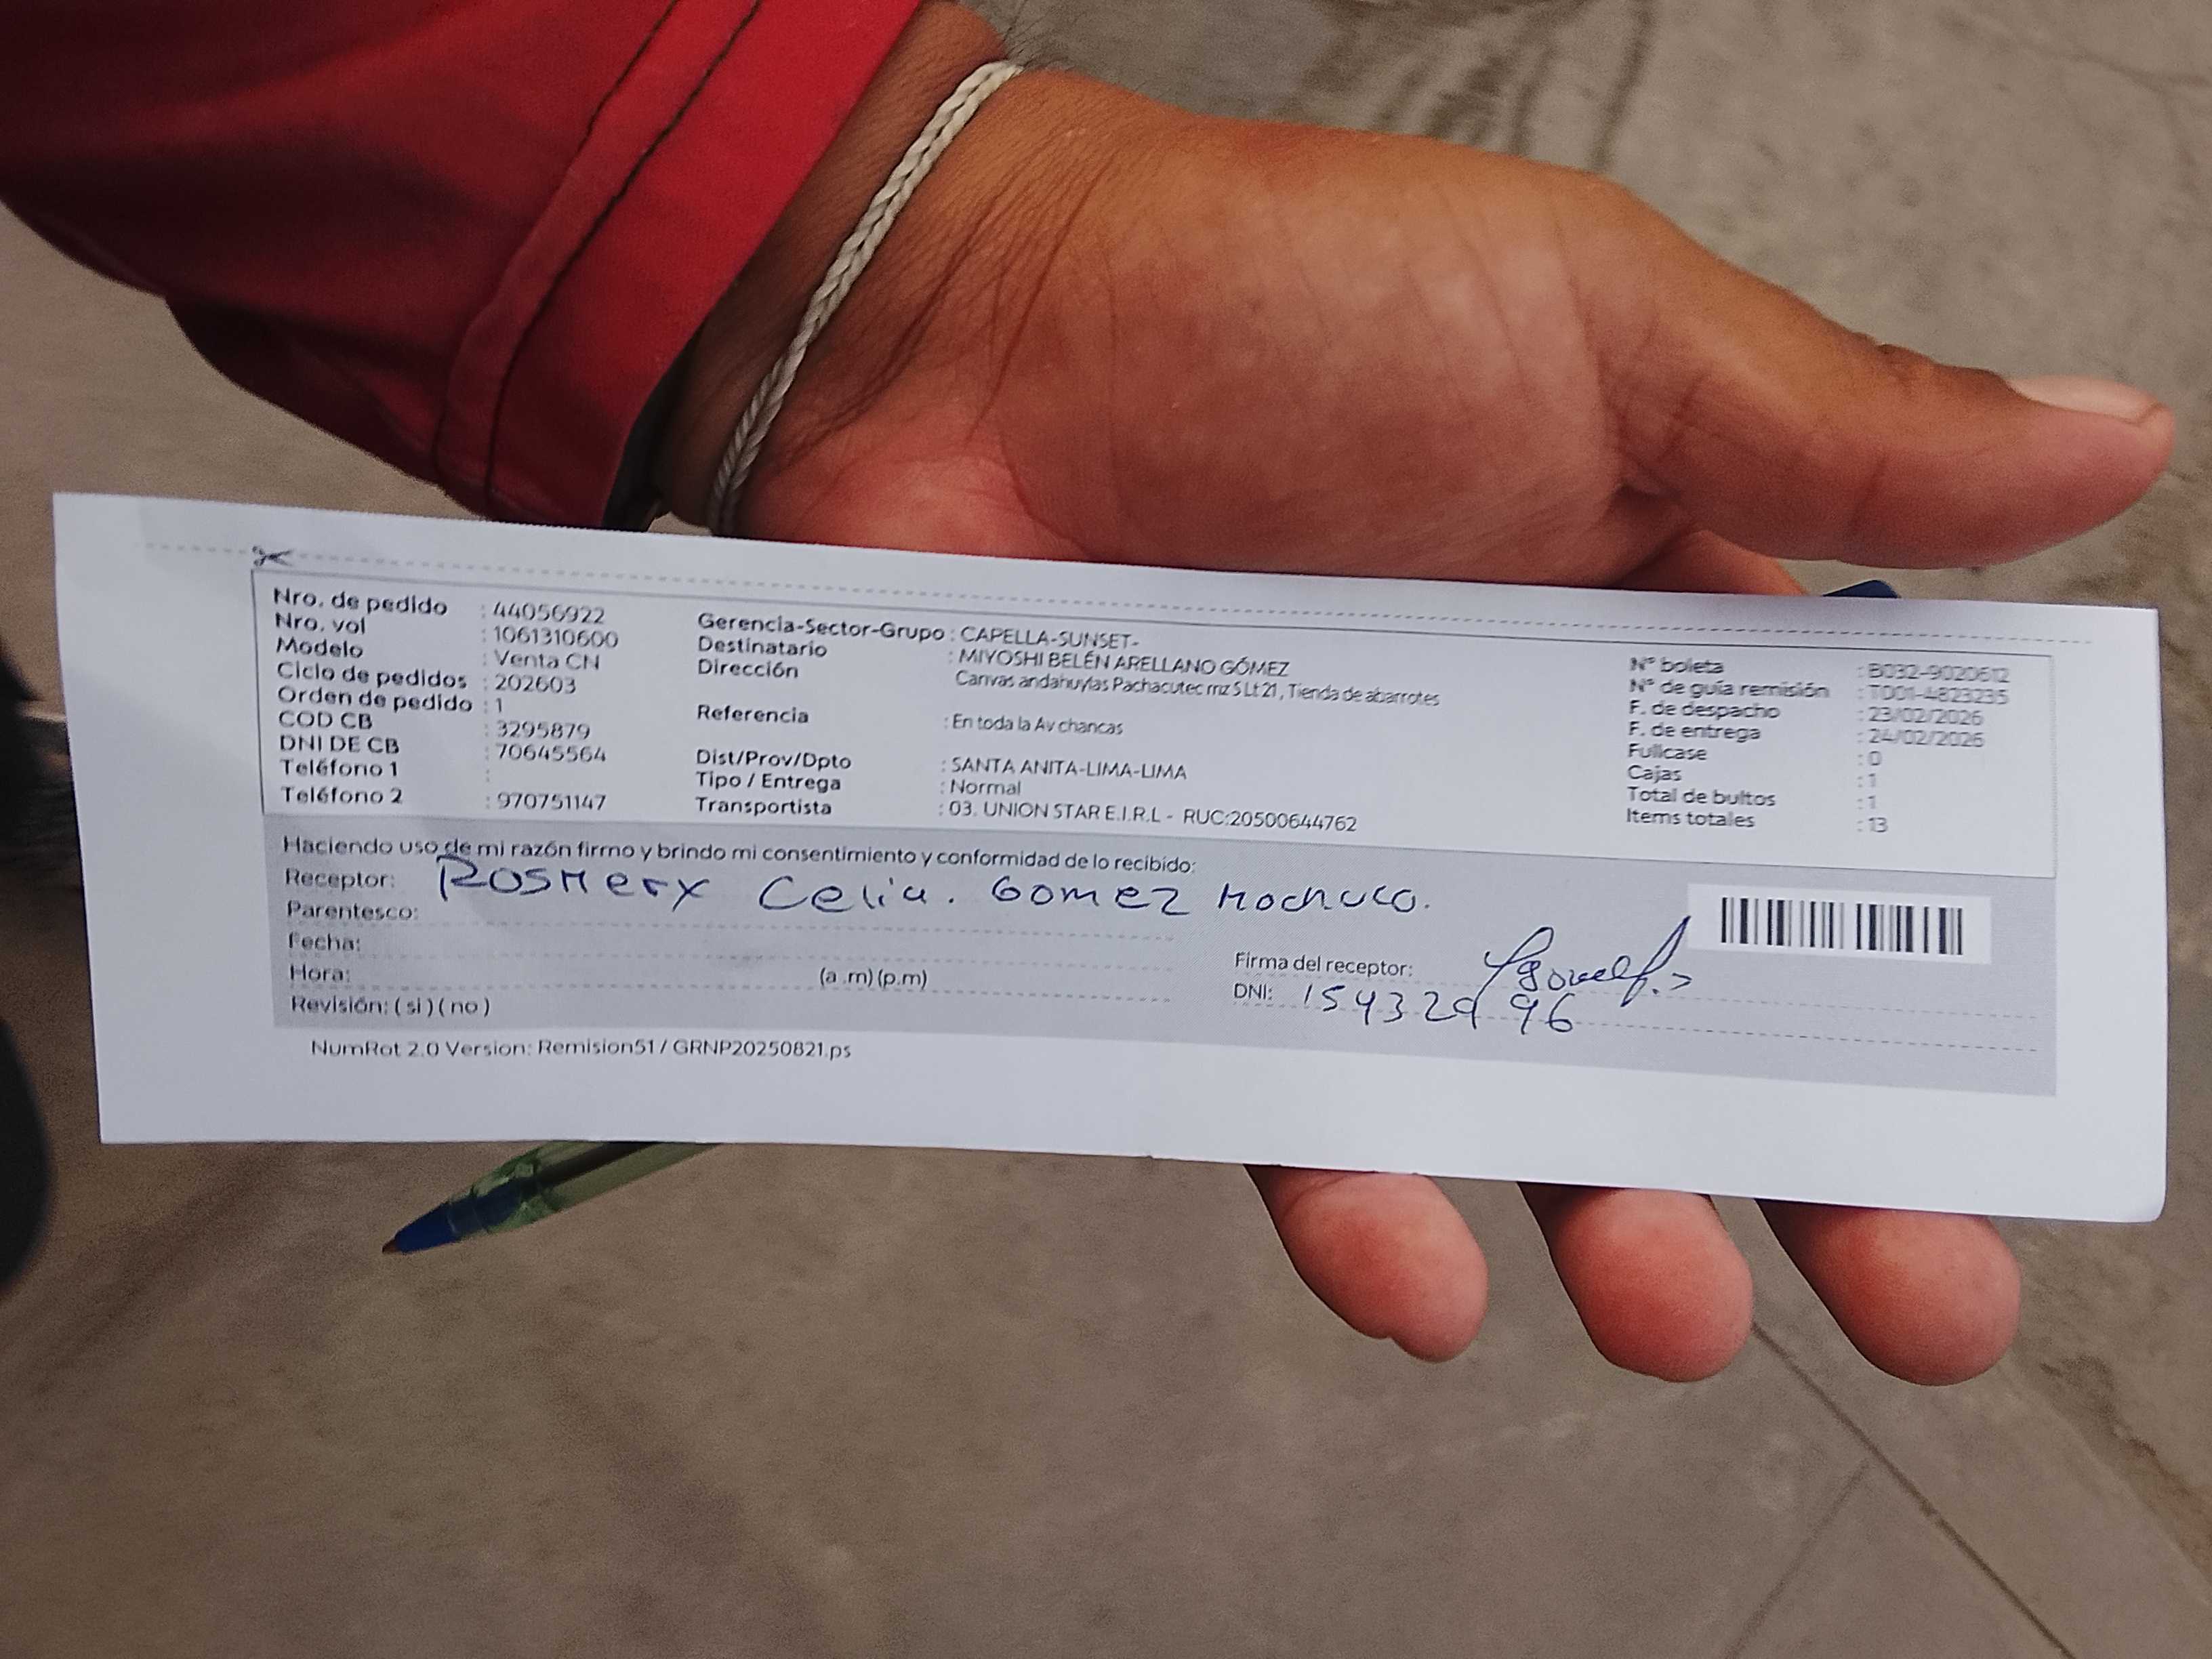 Nro. de pedido : 44056922
Nro. vol : 1061310600
Modelo : Venta CN
Ciclo de pedidos : 202603
Orden de pedido : 1
COD CB : 3295879
DNI DE CB : 70645564
Teléfono 1 :
Teléfono 2 : 970751147
Gerencia-Sector-Grupo : CAPELLA-SUNSET-
Destinatario : MIYOSHI BELÉN ARELLANO GÓMEZ
Dirección Canvas andahuylas Pachacutec mz S Lt 21 , Tienda de abarrotes
Referencia : En toda la Av chancas
Dist/Prov/Dpto : SANTA ANITA-LIMA-LIMA
Tipo / Entrega : Normal
Transportista : 03. UNION STAR E.I.R.L - RUC:20500644762
N° boleta : B032-9020612
N° de guía remisión : T001-4823235
F. de despacho : 23/02/2026
F. de entrega : 24/02/2026
Fullcase : 0
Cajas : 1
Total de bultos : 1
Items totales : 13
Haciendo uso de mi razón firmo y brindo mi consentimiento y conformidad de lo recibido:
Receptor: Rosmery Celia. Gomez
Parentesco:
Fecha:
Hora: (a .m) (p.m)
Revisión: ( si ) ( no )
Firma del receptor:
DNI: 15432996
NumRot 2.0 Version: Remision51 / GRNP20250821.ps